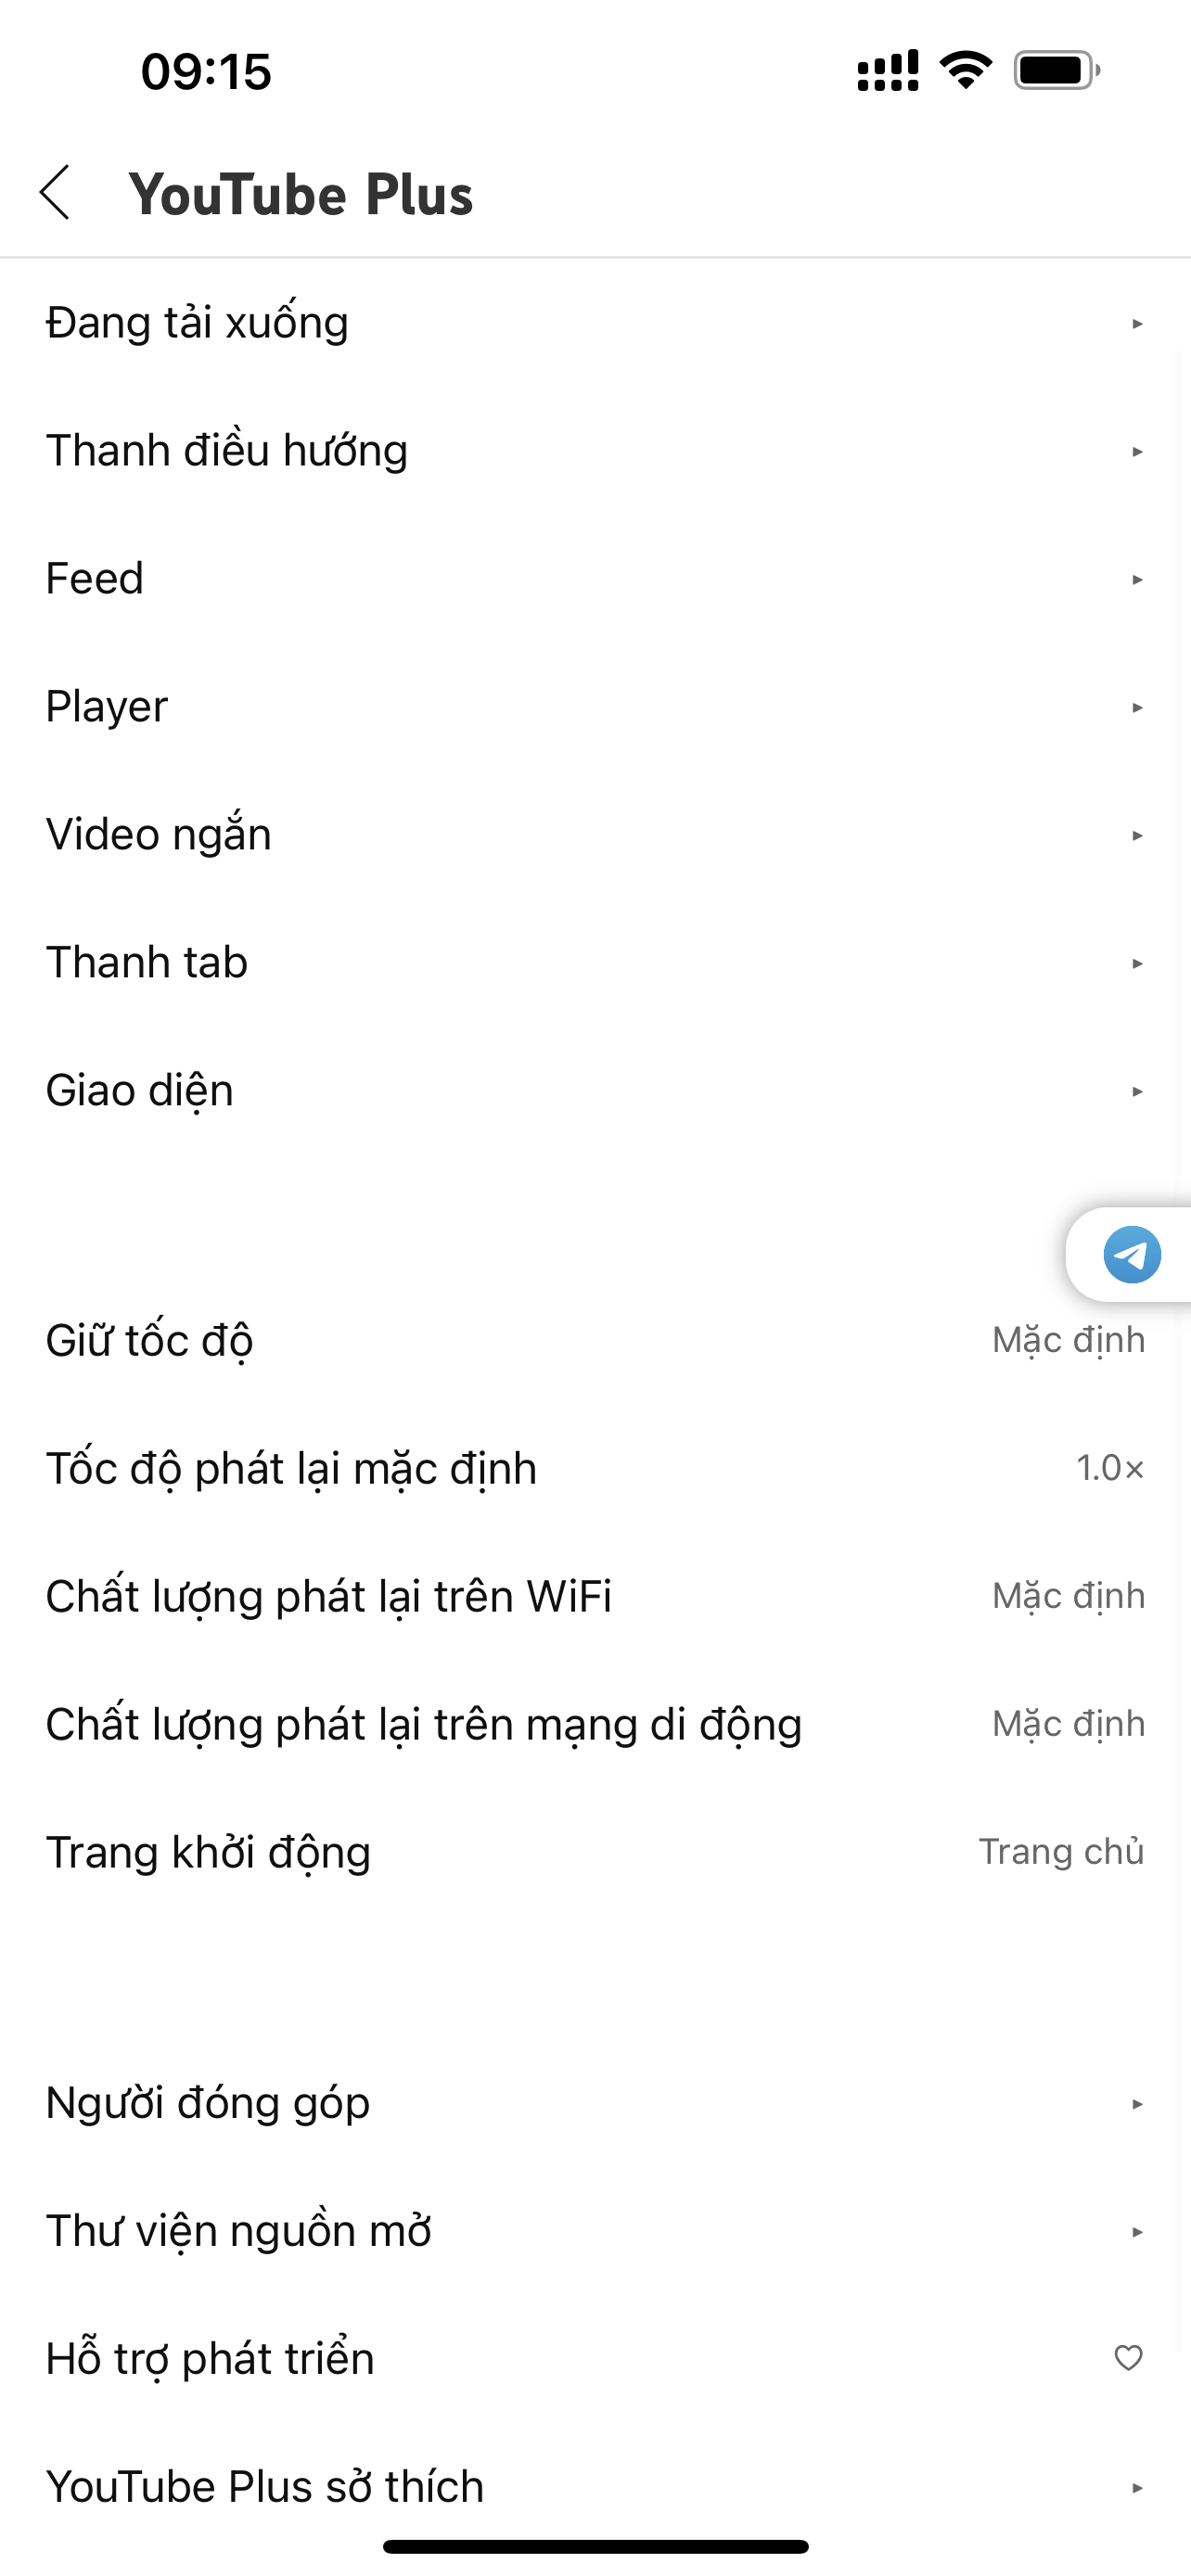 09:15
YouTube Plus
Đang tải xuống
Thanh điều hướng
Feed
Player
Video ngắn
Thanh tab
Giao diện
Giữ tốc độ
Mặc định
Tốc độ phát lại mặc định
1.0×
Chất lượng phát lại trên WiFi
Mặc định
Chất lượng phát lại trên mạng di động
Mặc định
Trang khởi động
Trang chủ
Người đóng góp
Thư viện nguồn mở
Hỗ trợ phát triển
YouTube Plus sở thích